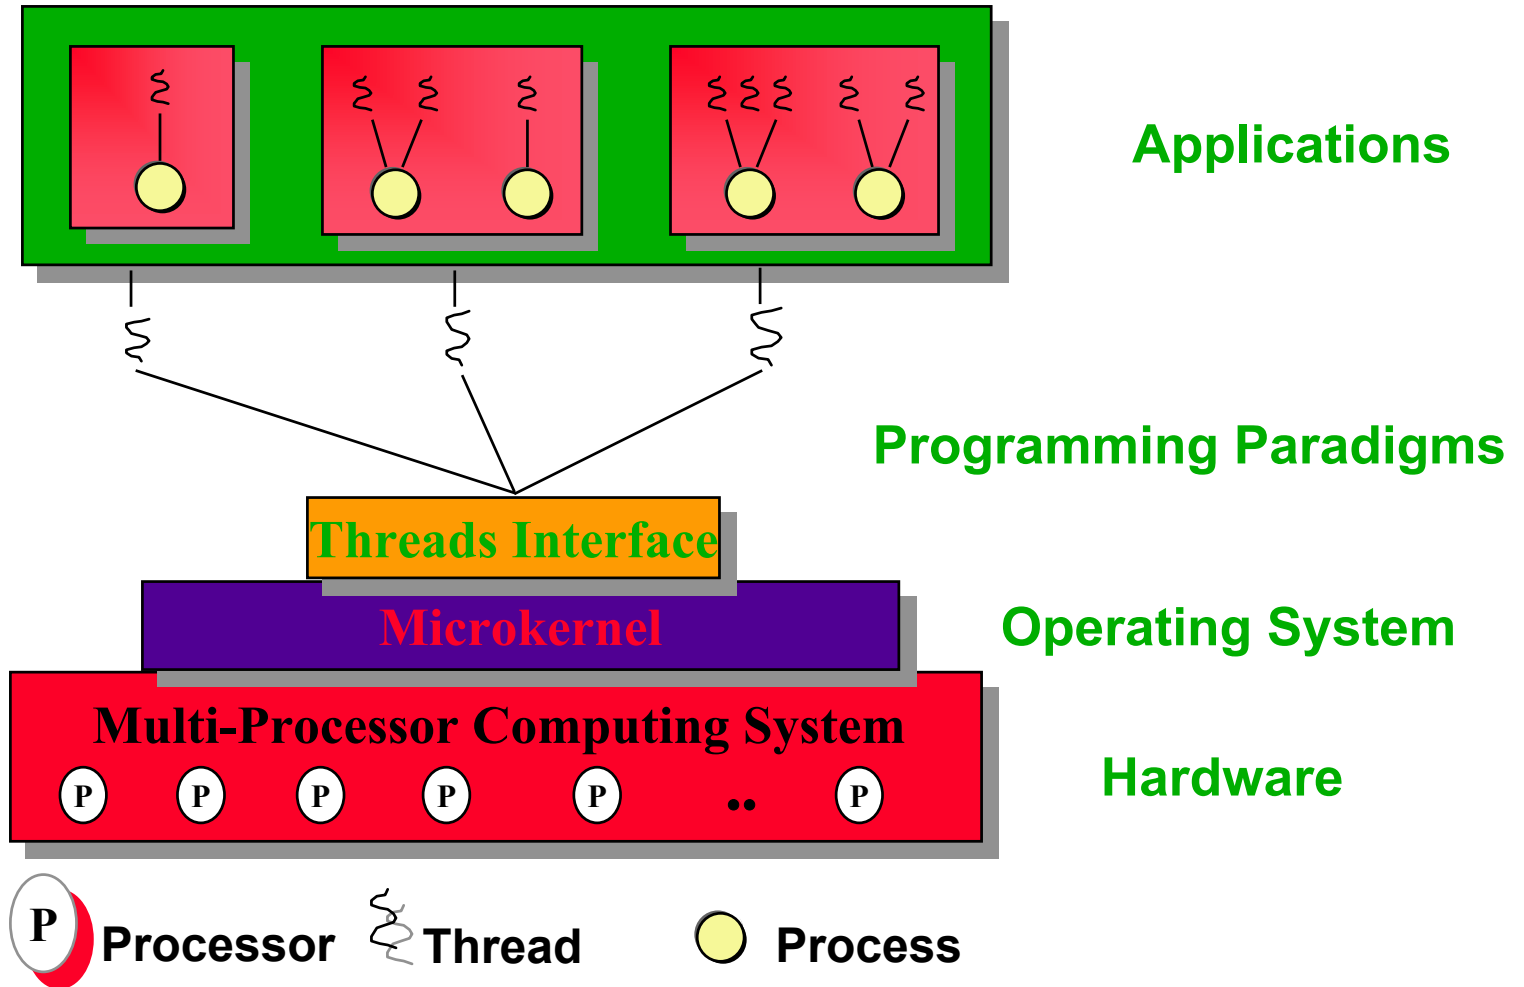 Applications
Programming Paradigms
Threads Interface
Microkernel
Operating System
Multi-Processor Computing System
P P P P P .. P
Hardware
P Processor Thread Process